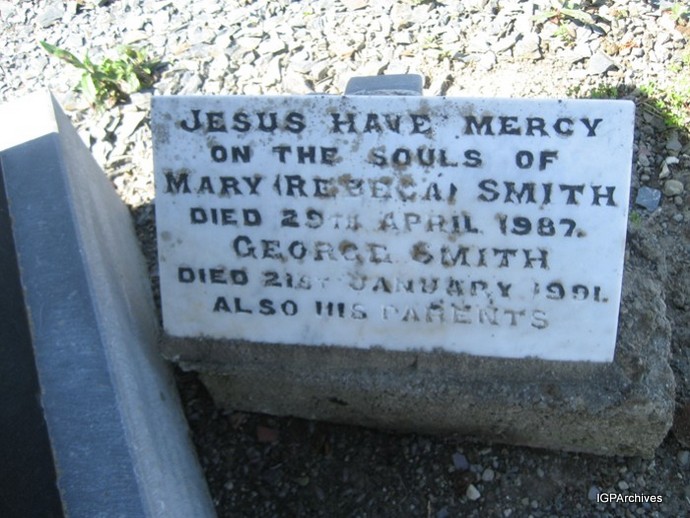 JESUS HAVE MERCY
ON THE SOULS OF
MARY (REBECA) SMITH
DIED 29TH APRIL 1987.
GEORGE SMITH
DIED 21ST JANUARY 1991.
ALSO HIS PARENTS
IGPArchives